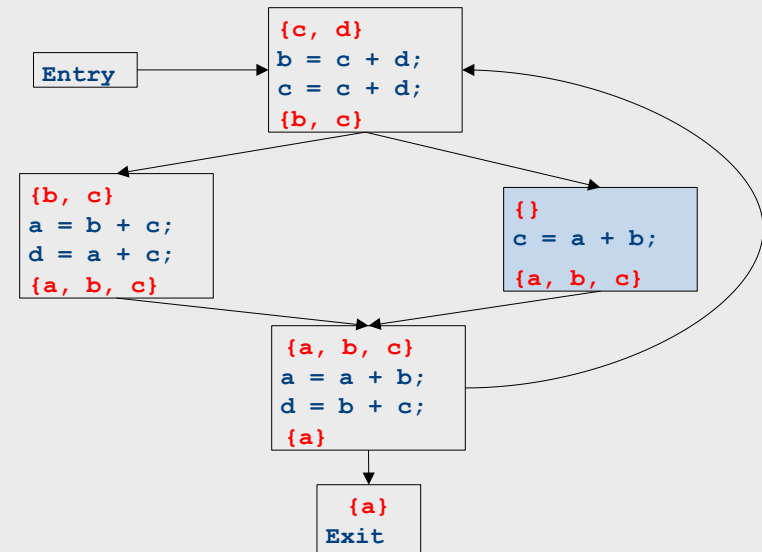 Entry
{c, d}
b = c + d;
c = c + d;
{b, c}
{b, c}
a = b + c;
d = a + c;
{a, b, c}
{}
c = a + b;
{a, b, c}
{a, b, c}
a = a + b;
d = b + c;
{a}
{a}
Exit